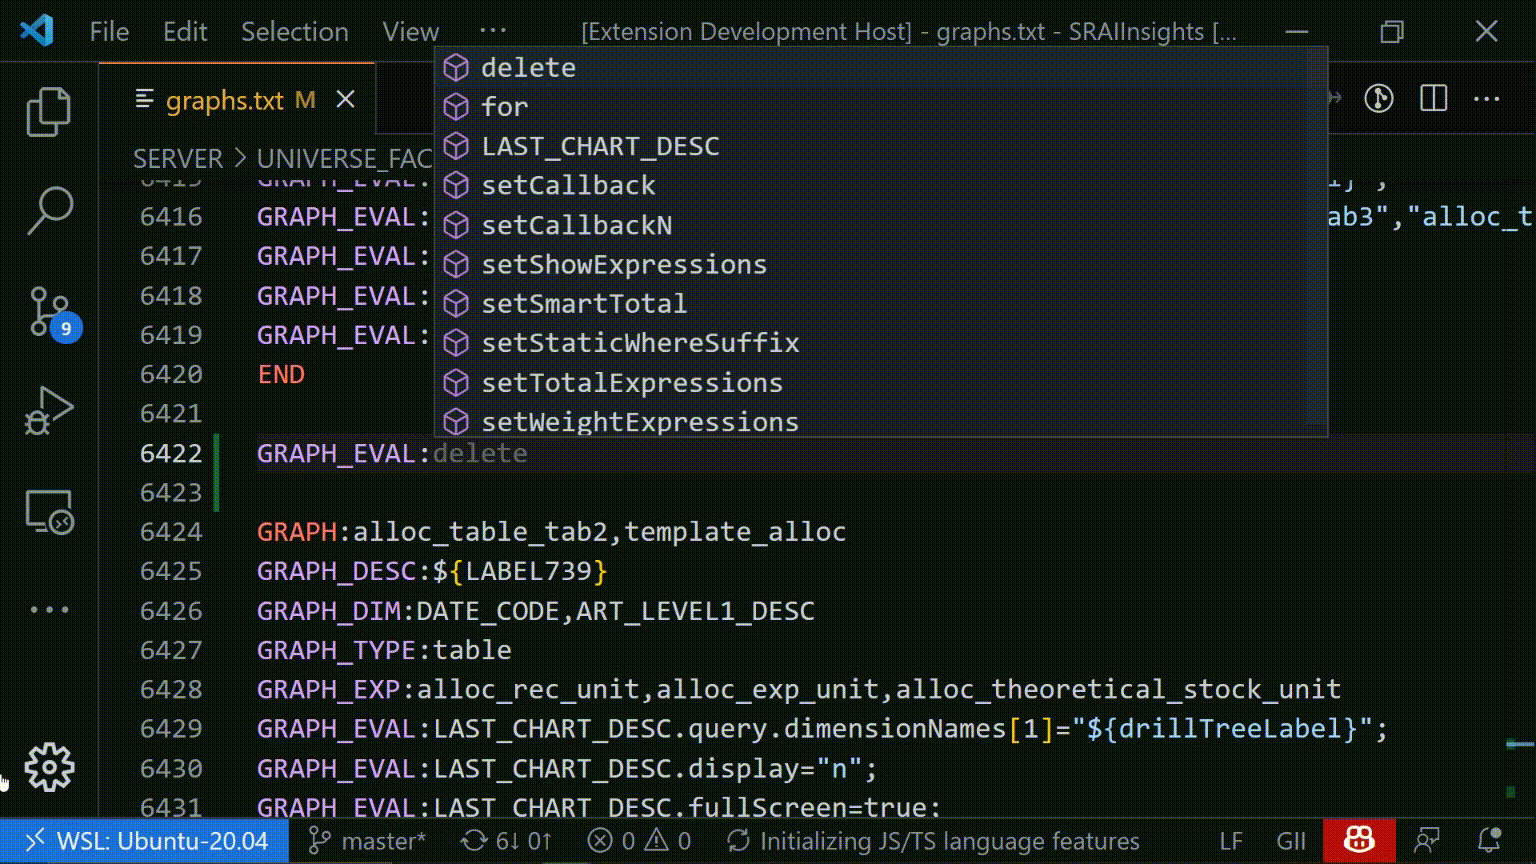 File Edit Selection View ··· [Extension Development Host] - graphs.txt - SRAIInsights [...
graphs.txt M
SERVER > UNIVERSE_FAC
delete
for
LAST_CHART_DESC
setCallback
setCallbackN
setShowExpressions
setSmartTotal
setStaticWhereSuffix
setTotalExpressions
setWeightExpressions
6415 GRAPH_EVAL:
6416 GRAPH_EVAL: ab3","alloc_t
6417 GRAPH_EVAL:
6418 GRAPH_EVAL:
6419 GRAPH_EVAL:
6420 END
6421
6422 GRAPH_EVAL:delete
6423
6424 GRAPH:alloc_table_tab2,template_alloc
6425 GRAPH_DESC:${LABEL739}
6426 GRAPH_DIM:DATE_CODE,ART_LEVEL1_DESC
6427 GRAPH_TYPE:table
6428 GRAPH_EXP:alloc_rec_unit,alloc_exp_unit,alloc_theoretical_stock_unit
6429 GRAPH_EVAL:LAST_CHART_DESC.query.dimensionNames[1]="${drillTreeLabel}";
6430 GRAPH_EVAL:LAST_CHART_DESC.display="n";
6431 GRAPH_EVAL:LAST_CHART_DESC.fullScreen=true;
9
WSL: Ubuntu-20.04 master* 6↓ 0↑ 0 0 Initializing JS/TS language features LF GII